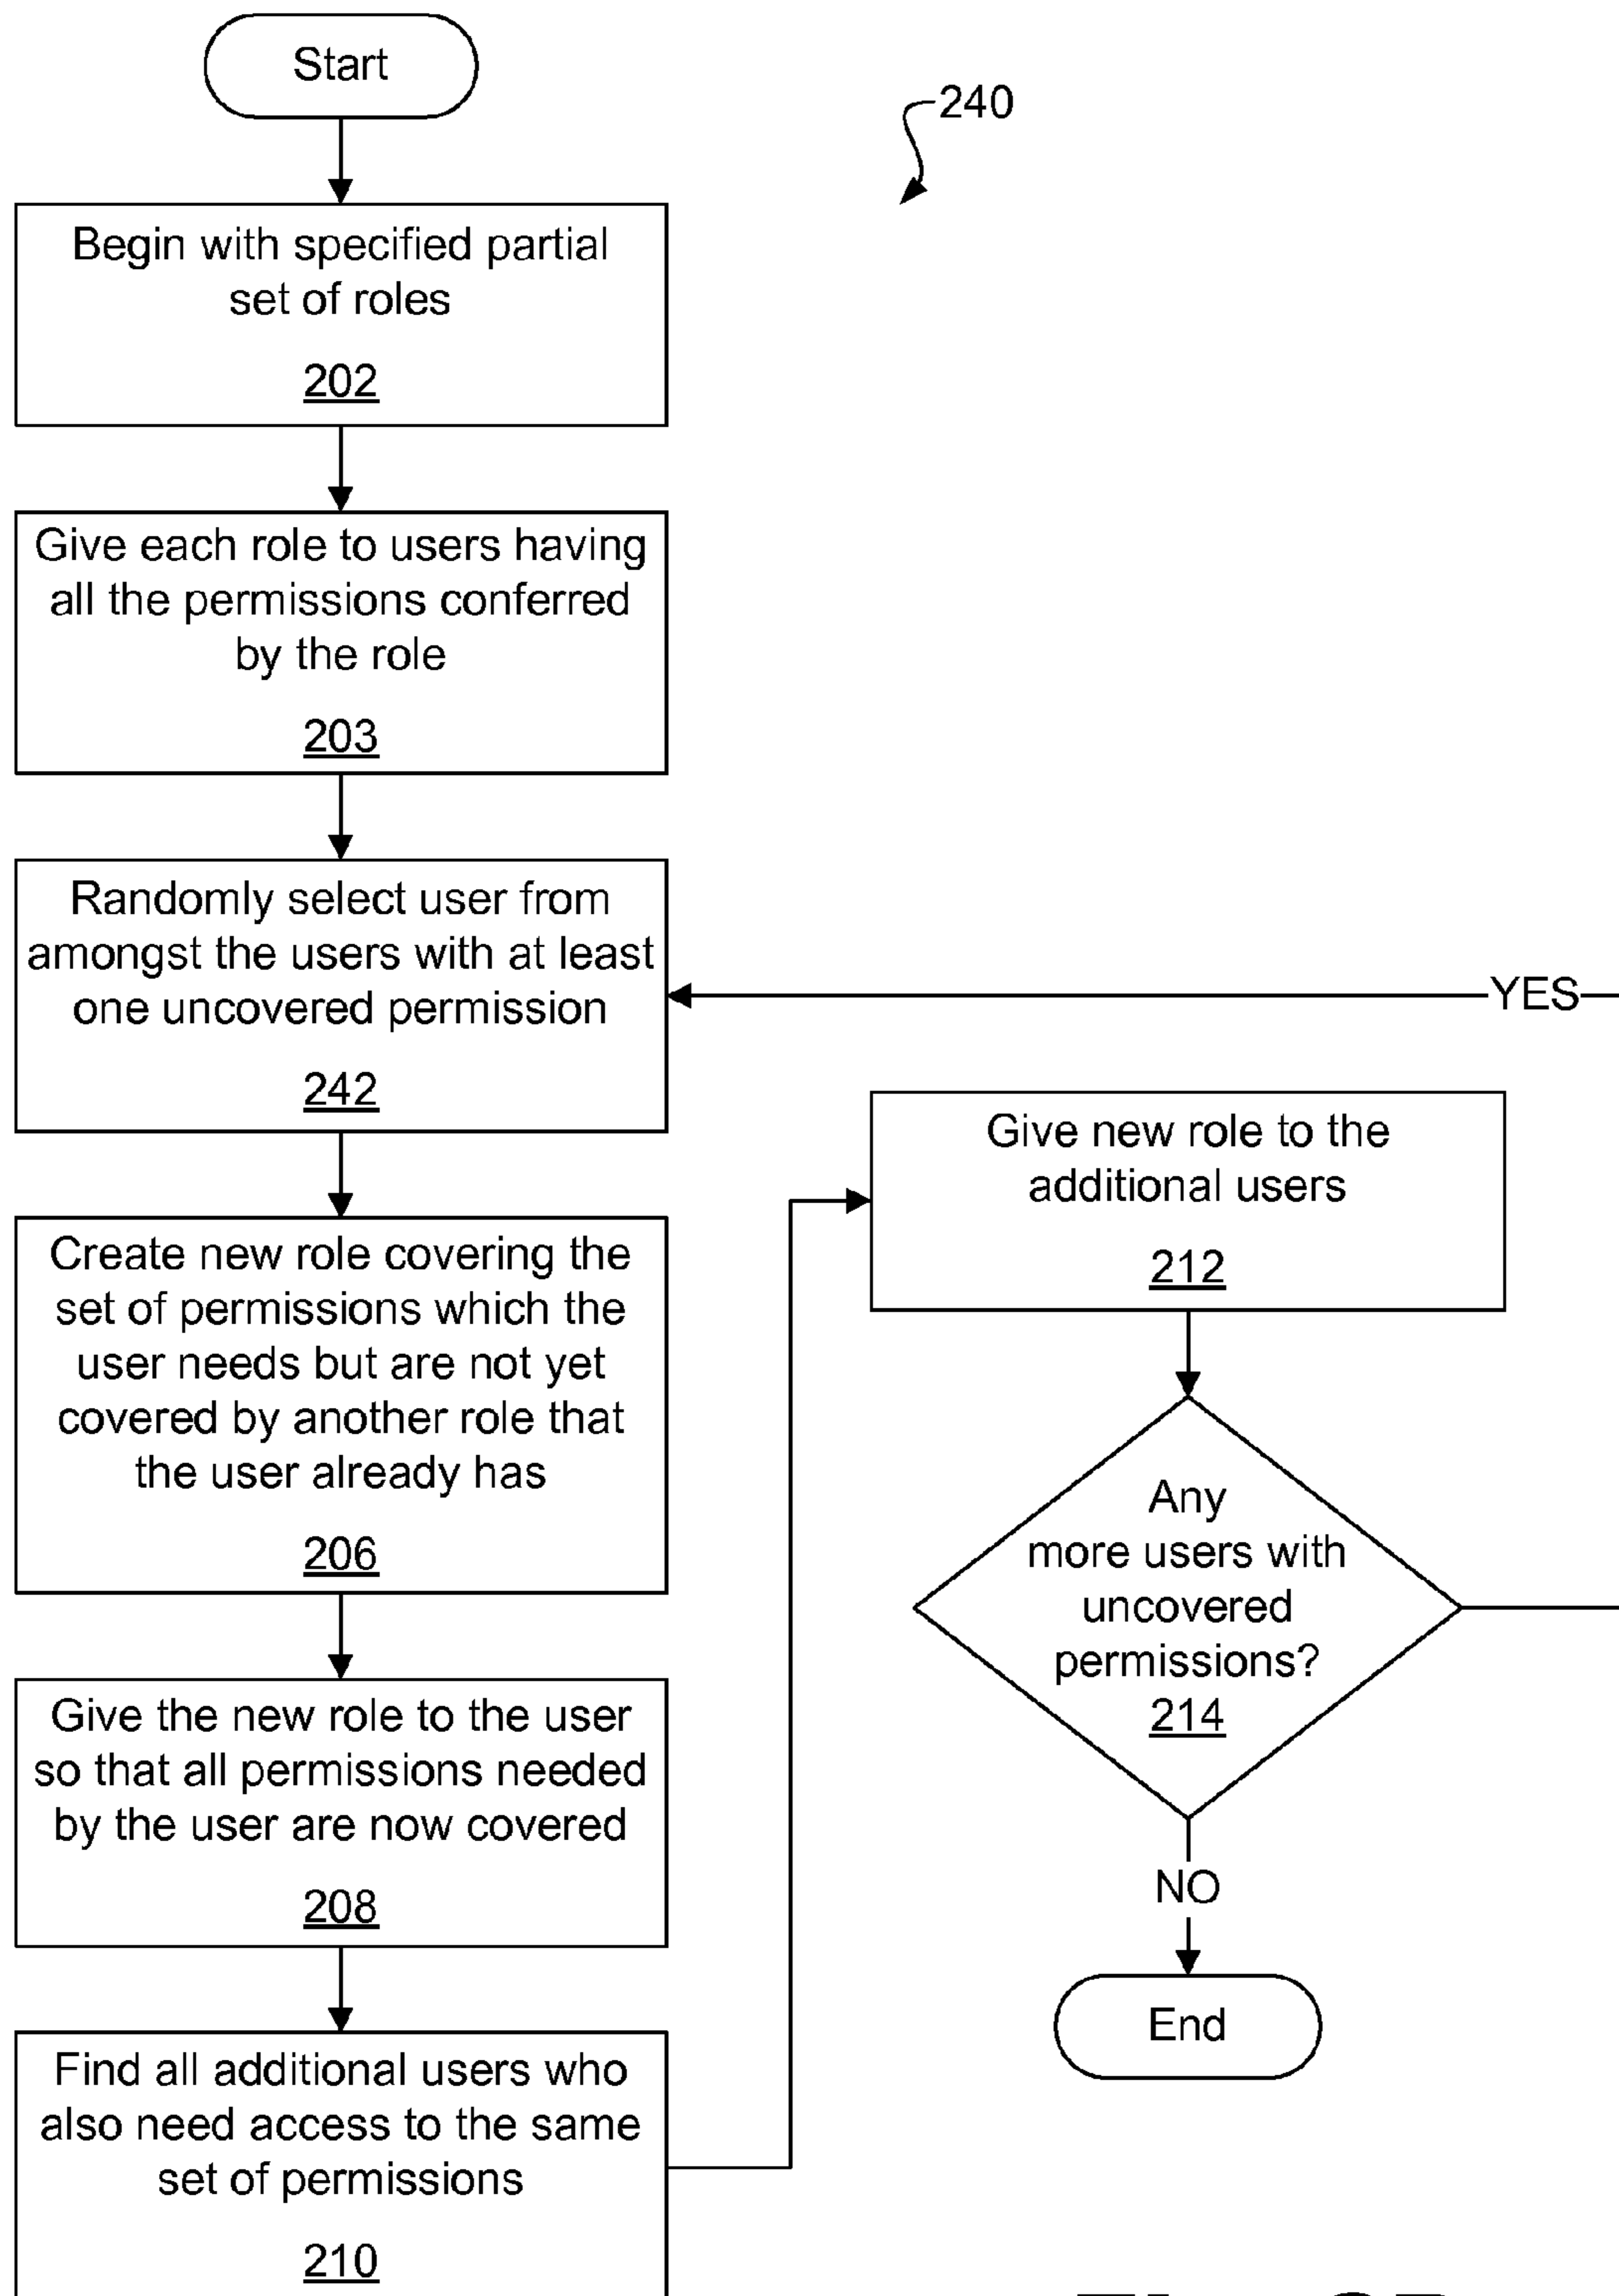 Start
240
Begin with specified partial
set of roles
202
Give each role to users having
all the permissions conferred
by the role
203
Randomly select user from
amongst the users with at least
one uncovered permission
242
YES
Create new role covering the
set of permissions which the
user needs but are not yet
covered by another role that
the user already has
206
Give the new role to the user
so that all permissions needed
by the user are now covered
208
Find all additional users who
also need access to the same
set of permissions
210
Give new role to the
additional users
212
Any
more users with
uncovered
permissions?
214
NO
End